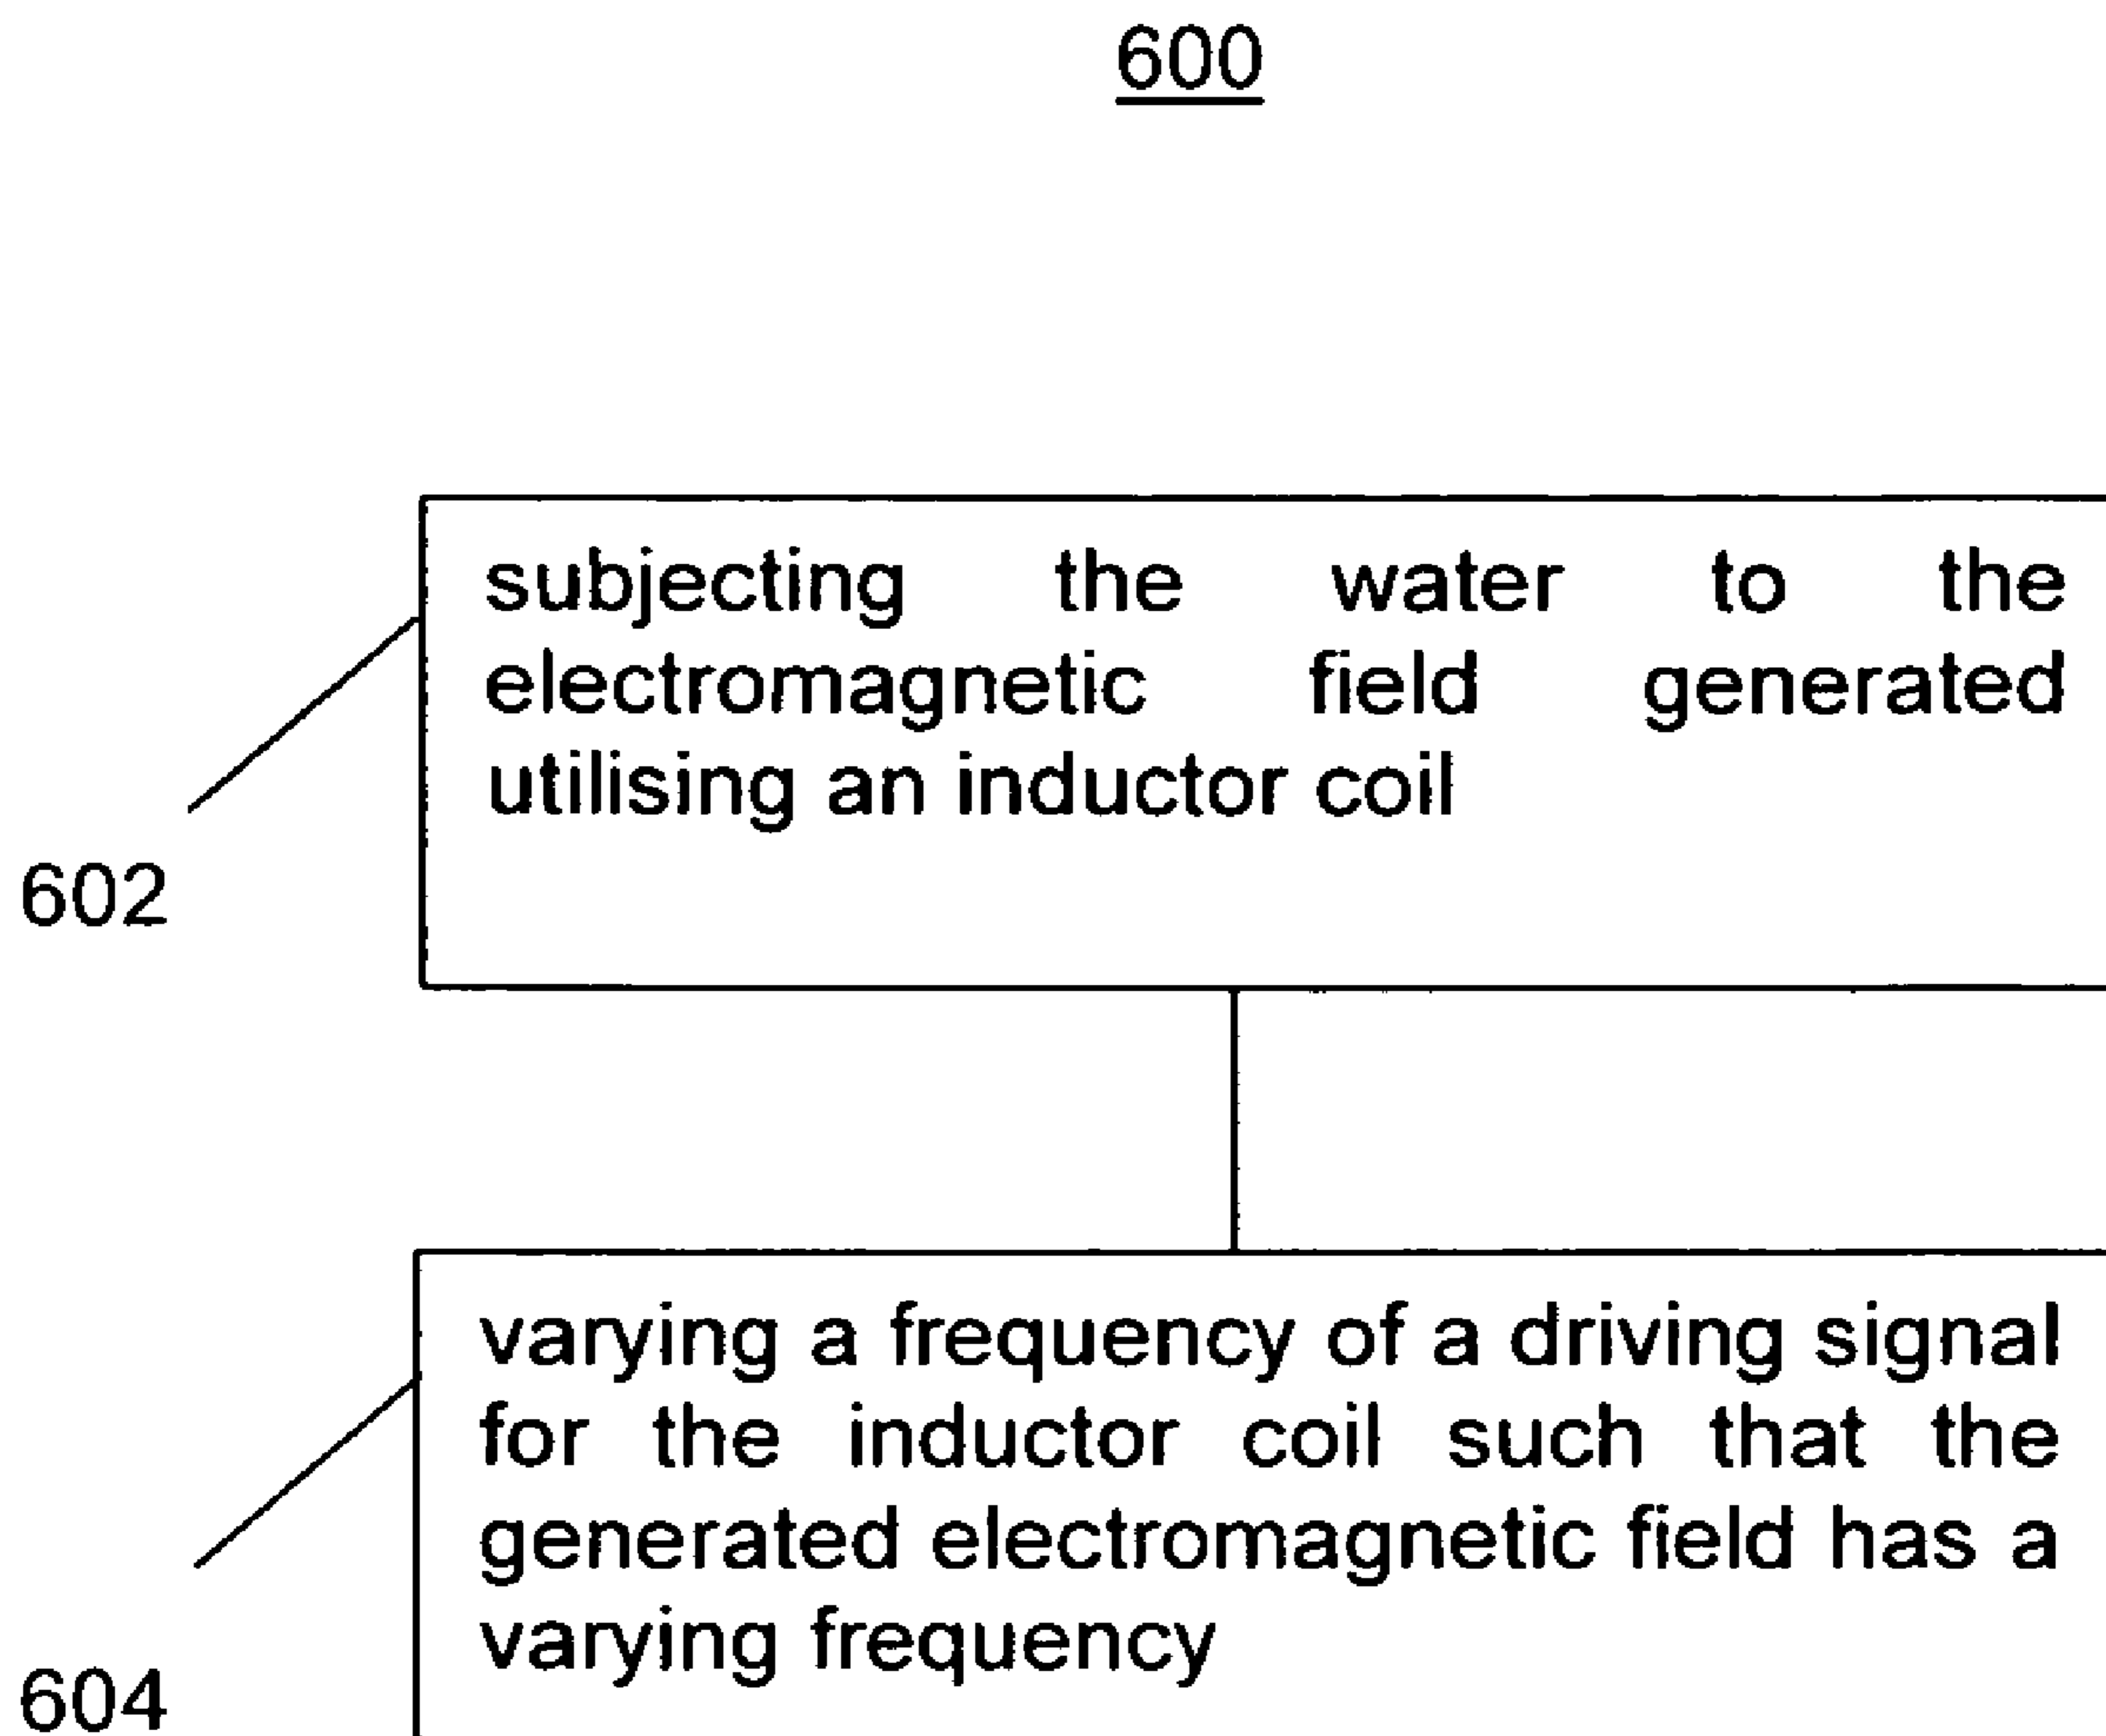 600
subjecting the water to the
electromagnetic field generated
utilising an inductor coil
602
varying a frequency of a driving signal
for the inductor coil such that the
generated electromagnetic field has a
varying frequency
604